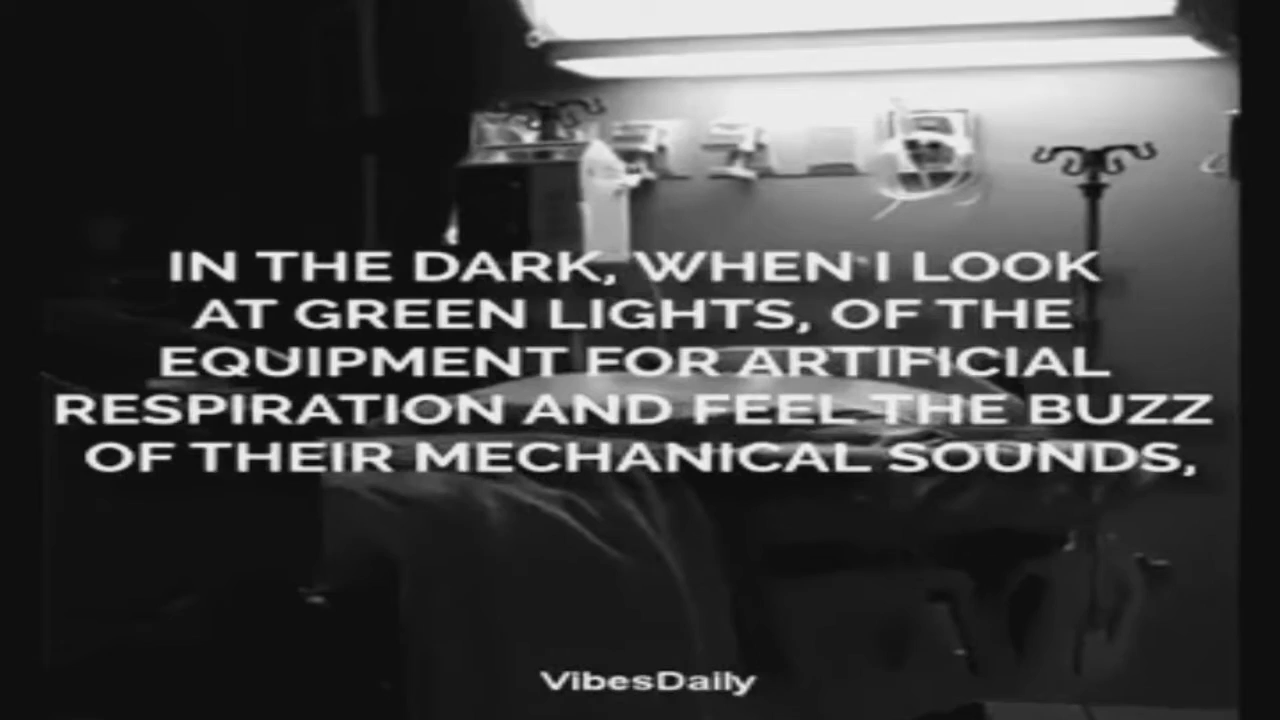 IN THE DARK, WHEN I LOOK
AT GREEN LIGHTS, OF THE
EQUIPMENT FOR ARTIFICIAL
RESPIRATION AND FEEL THE BUZZ
OF THEIR MECHANICAL SOUNDS,
VibesDaily